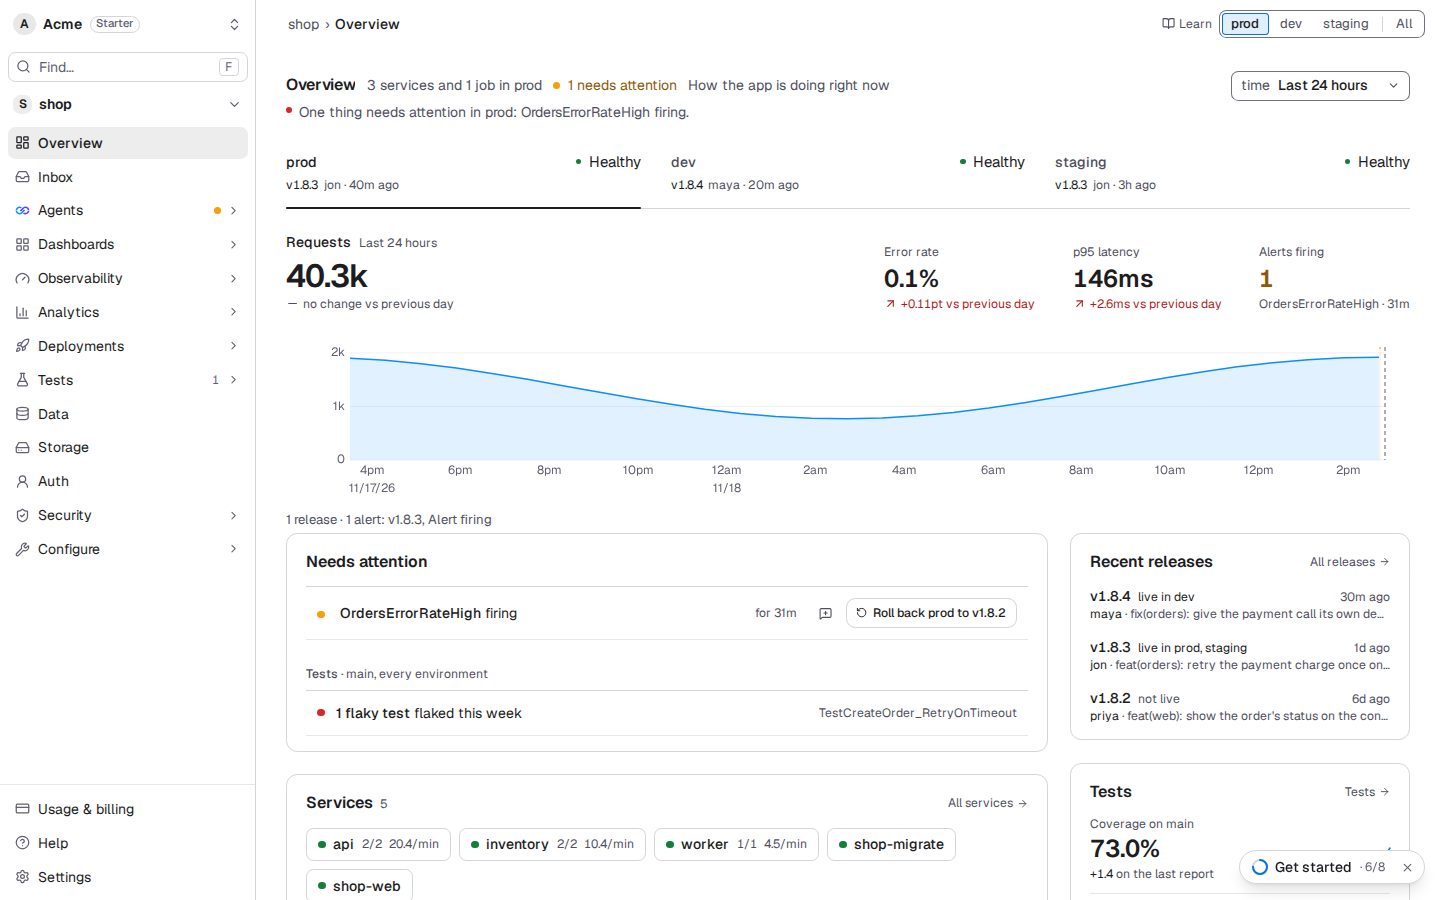 A Acme Starter
Find... F
S shop
Overview
Inbox
Agents
Dashboards
Observability
Analytics
Deployments
Tests 1
Data
Storage
Auth
Security
Configure
Usage & billing
Help
Settings
shop › Overview
Learn prod dev staging All
Overview 3 services and 1 job in prod 1 needs attention How the app is doing right now
time Last 24 hours
One thing needs attention in prod: OrdersErrorRateHigh firing.
prod Healthy
v1.8.3 jon · 40m ago
dev Healthy
v1.8.4 maya · 20m ago
staging Healthy
v1.8.3 jon · 3h ago
Requests Last 24 hours
40.3k
— no change vs previous day
Error rate
0.1%
+0.11pt vs previous day
p95 latency
146ms
+2.6ms vs previous day
Alerts firing
1
OrdersErrorRateHigh · 31m
2k
1k
0
4pm 6pm 8pm 10pm 12am 2am 4am 6am 8am 10am 12pm 2pm
11/17/26 11/18
1 release · 1 alert: v1.8.3, Alert firing
Needs attention
OrdersErrorRateHigh firing for 31m Roll back prod to v1.8.2
Tests · main, every environment
1 flaky test flaked this week TestCreateOrder_RetryOnTimeout
Services 5 All services →
api 2/2 20.4/min
inventory 2/2 10.4/min
worker 1/1 4.5/min
shop-migrate
shop-web
Recent releases All releases →
v1.8.4 live in dev 30m ago
maya · fix(orders): give the payment call its own de...
v1.8.3 live in prod, staging 1d ago
jon · feat(orders): retry the payment charge once on...
v1.8.2 not live 6d ago
priya · feat(web): show the order's status on the con...
Tests Tests →
Coverage on main
73.0%
+1.4 on the last report
Get started · 6/8 ×